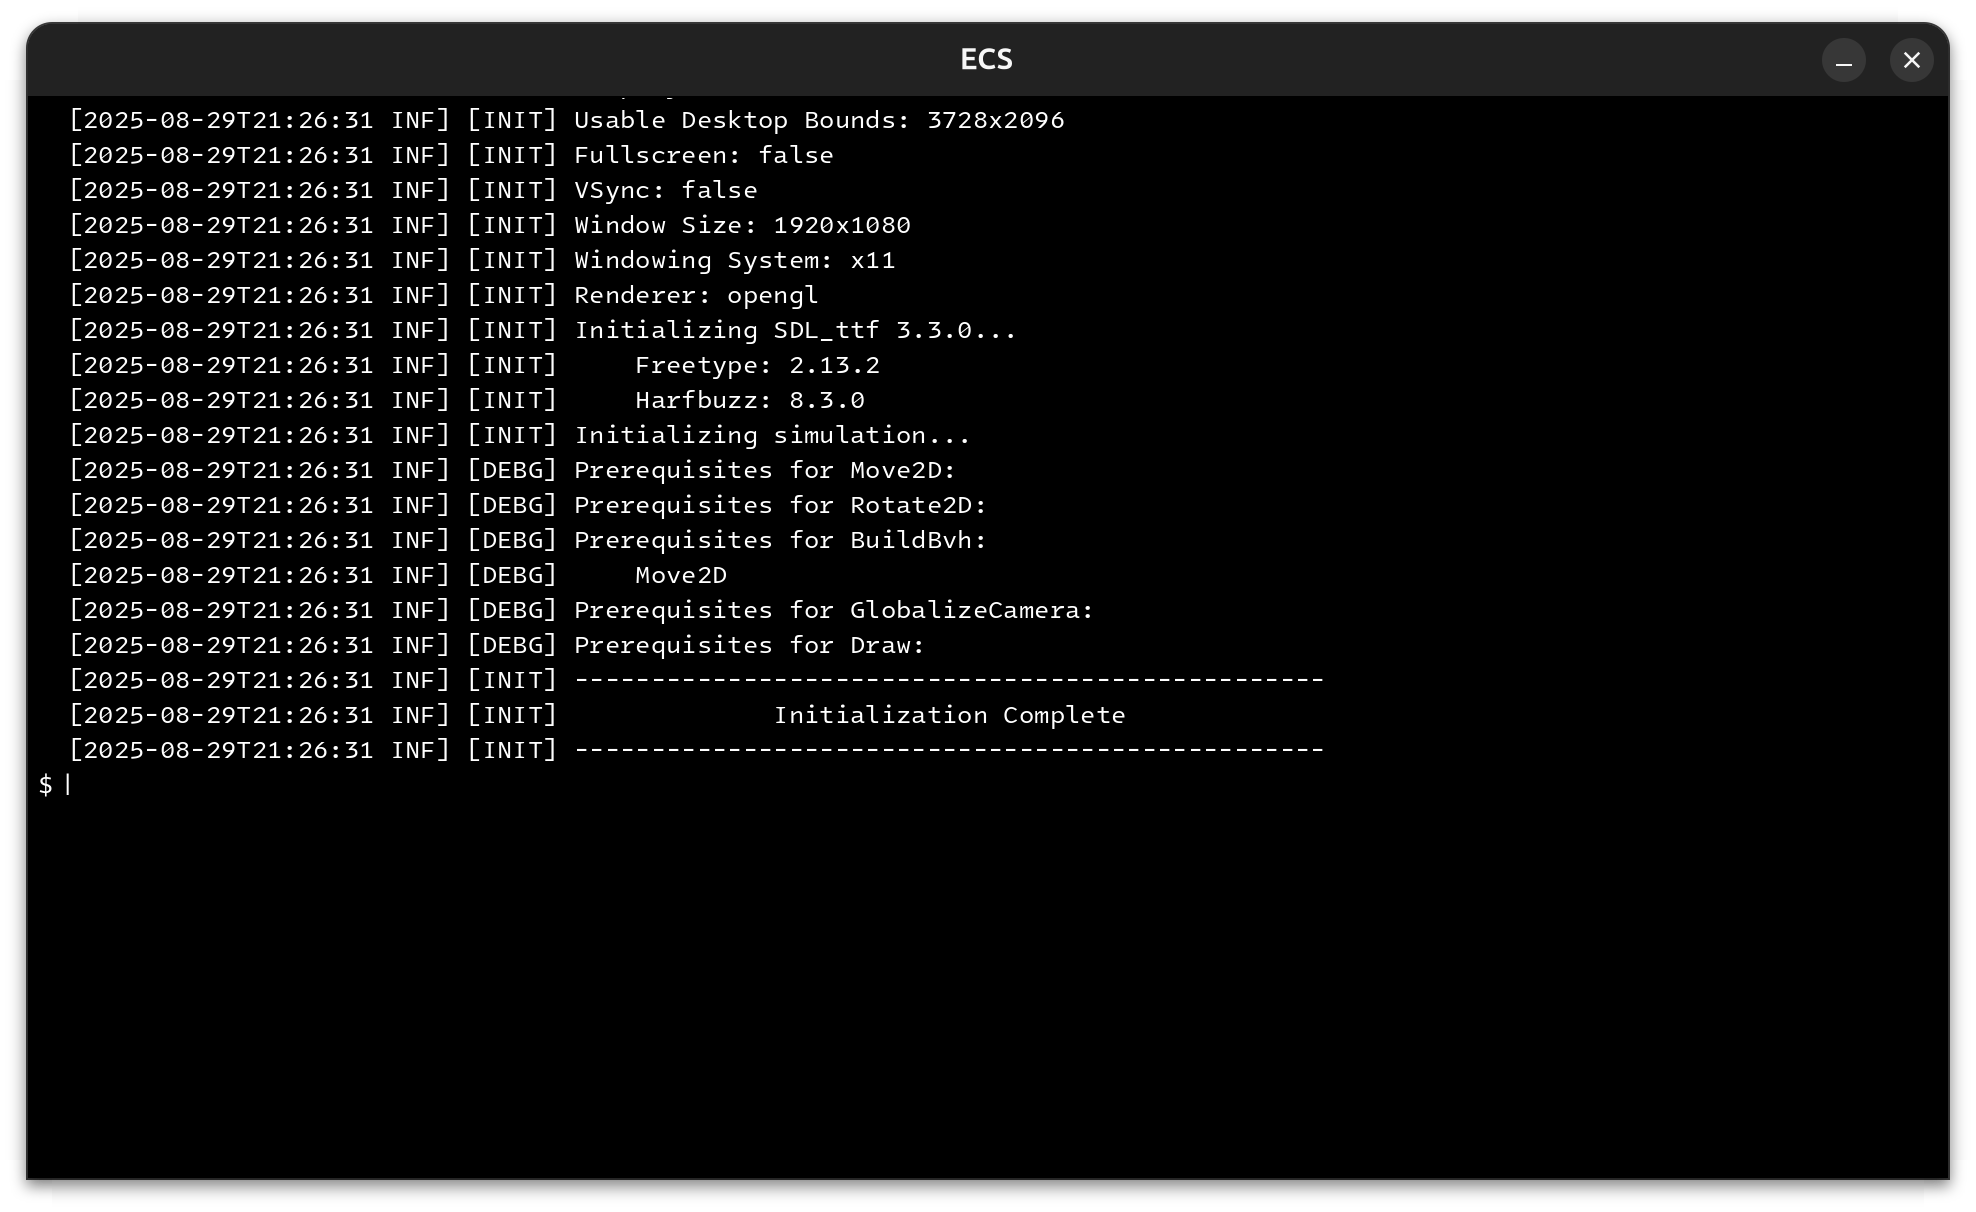 ECS
[2025-08-29T21:26:31 INF] [INIT] Usable Desktop Bounds: 3728x2096
[2025-08-29T21:26:31 INF] [INIT] Fullscreen: false
[2025-08-29T21:26:31 INF] [INIT] VSync: false
[2025-08-29T21:26:31 INF] [INIT] Window Size: 1920x1080
[2025-08-29T21:26:31 INF] [INIT] Windowing System: x11
[2025-08-29T21:26:31 INF] [INIT] Renderer: opengl
[2025-08-29T21:26:31 INF] [INIT] Initializing SDL_ttf 3.3.0...
[2025-08-29T21:26:31 INF] [INIT]     Freetype: 2.13.2
[2025-08-29T21:26:31 INF] [INIT]     Harfbuzz: 8.3.0
[2025-08-29T21:26:31 INF] [INIT] Initializing simulation...
[2025-08-29T21:26:31 INF] [DEBG] Prerequisites for Move2D:
[2025-08-29T21:26:31 INF] [DEBG] Prerequisites for Rotate2D:
[2025-08-29T21:26:31 INF] [DEBG] Prerequisites for BuildBvh:
[2025-08-29T21:26:31 INF] [DEBG]     Move2D
[2025-08-29T21:26:31 INF] [DEBG] Prerequisites for GlobalizeCamera:
[2025-08-29T21:26:31 INF] [DEBG] Prerequisites for Draw:
[2025-08-29T21:26:31 INF] [INIT] -------------------------------------------------
[2025-08-29T21:26:31 INF] [INIT]              Initialization Complete
[2025-08-29T21:26:31 INF] [INIT] -------------------------------------------------
$